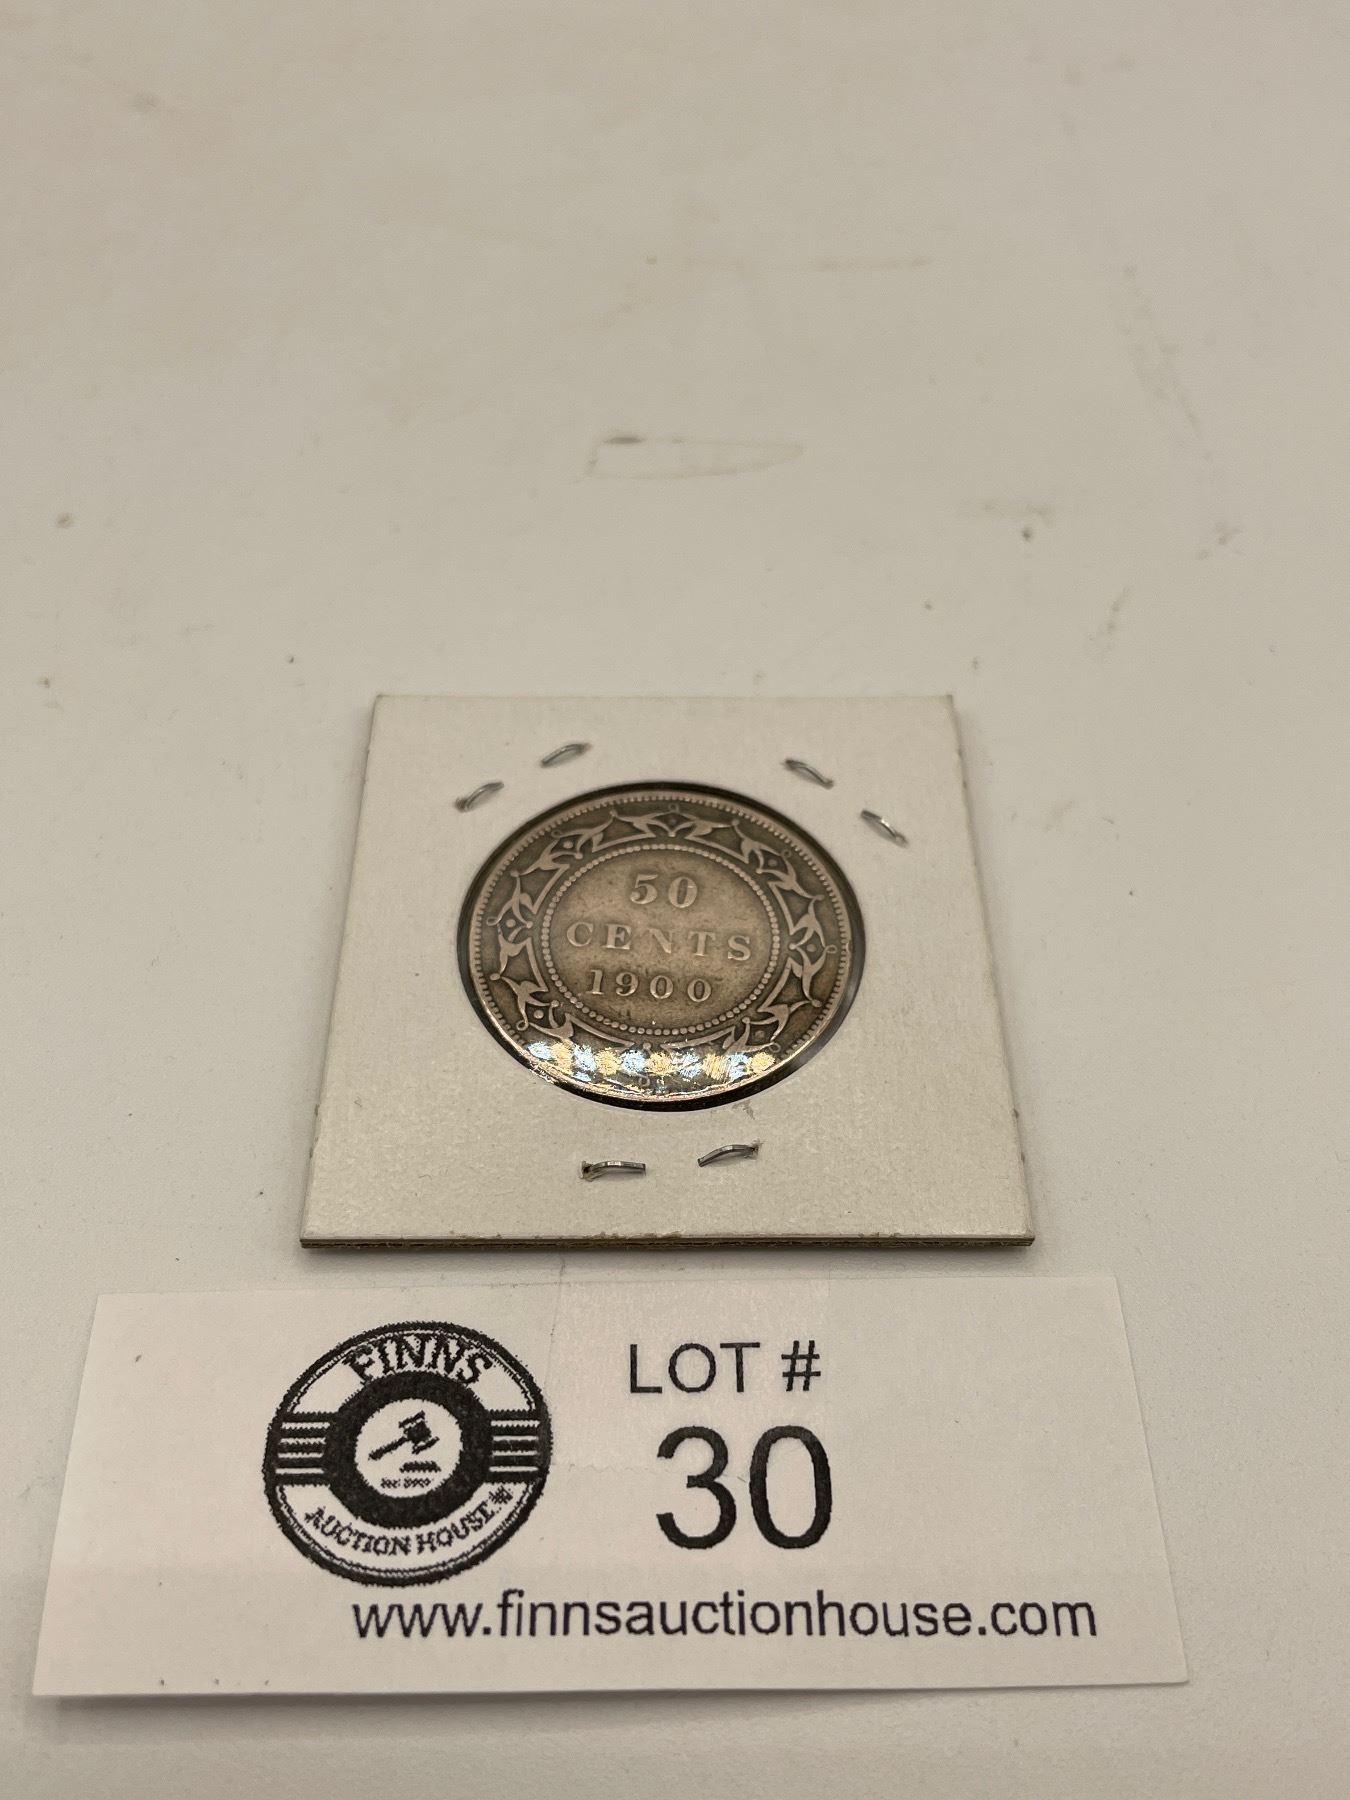 50
CENTS
1900
FINNS
AUCTION HOUSE
LOT #
30
www.finnsauctionhouse.com